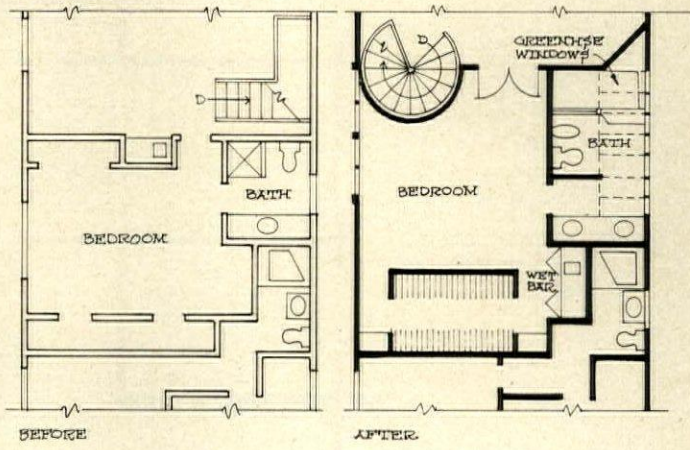 D
BATH
BEDROOM
BEFORE
D
GREENHSE
WINDOWS
BATH
BEDROOM
WET
BAR
AFTER